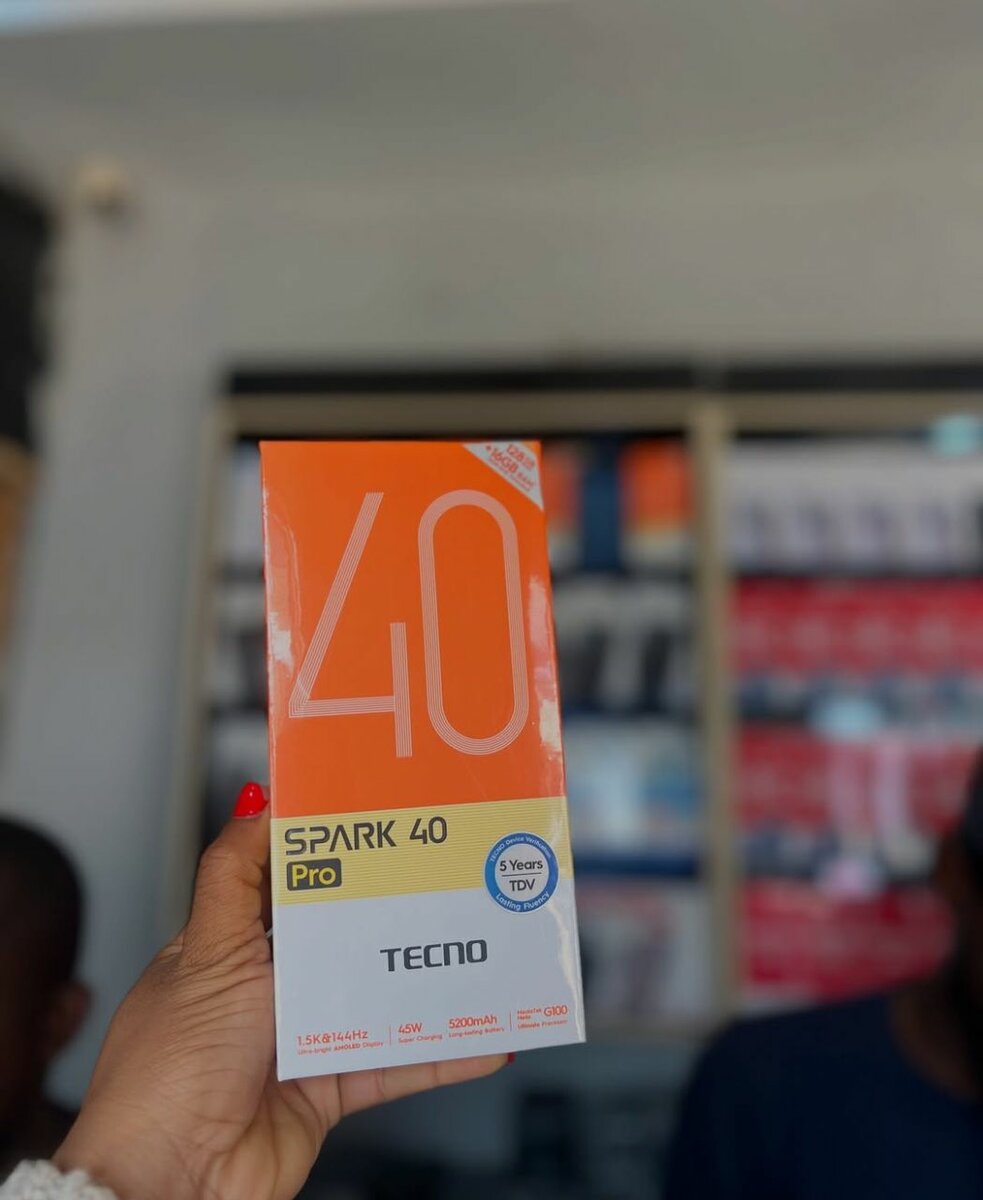 128GB
+16GB RAM
40
SPARK 40
Pro
TECNO Device Verification
5 Years
TDV
Lasting Fluency
TECNO
1.5K&144Hz
Ultra-bright AMOLED Display
45W
Super Charging
5200mAh
Long-lasting Battery
MediaTek
Helio G100
Ultimate Processor